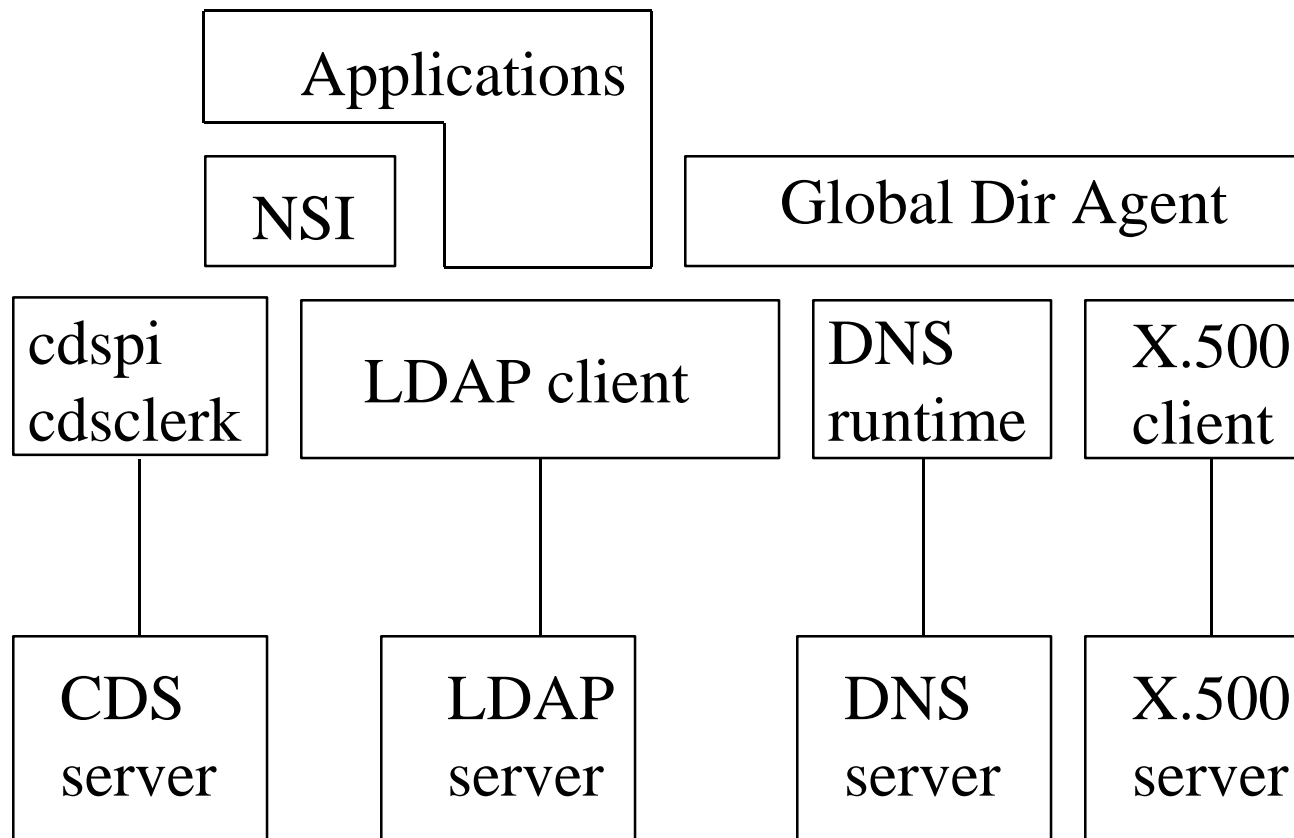 Applications
NSI
Global Dir Agent
cdspi
cdsclerk
LDAP client
DNS
runtime
X.500
client
CDS
server
LDAP
server
DNS
server
X.500
server